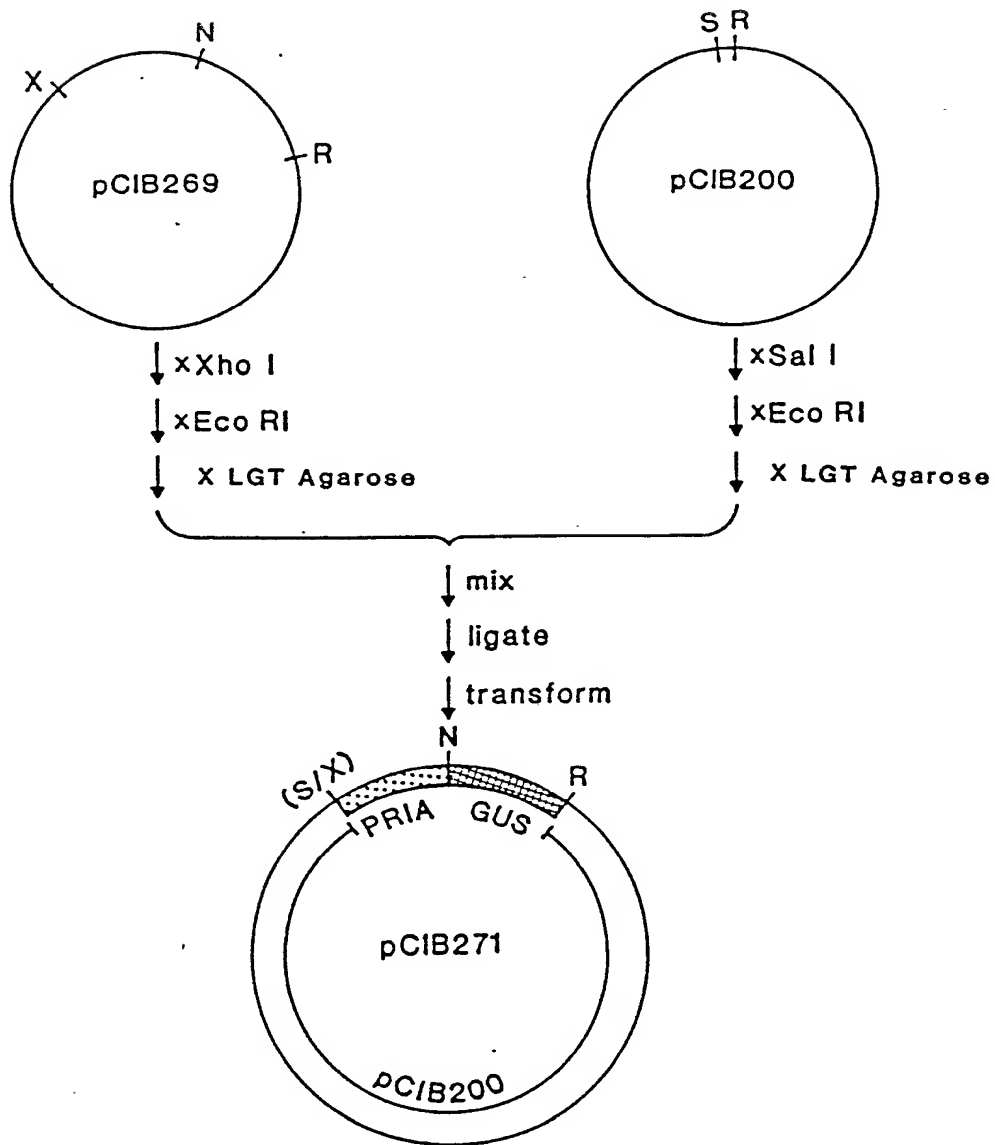 X
N
R
pCIB269
S R
pCIB200
xXho I
xEco RI
X LGT Agarose
xSal I
xEco RI
X LGT Agarose
mix
ligate
transform
(S/X)
N
R
PRIA
GUS
pCIB271
pCIB200